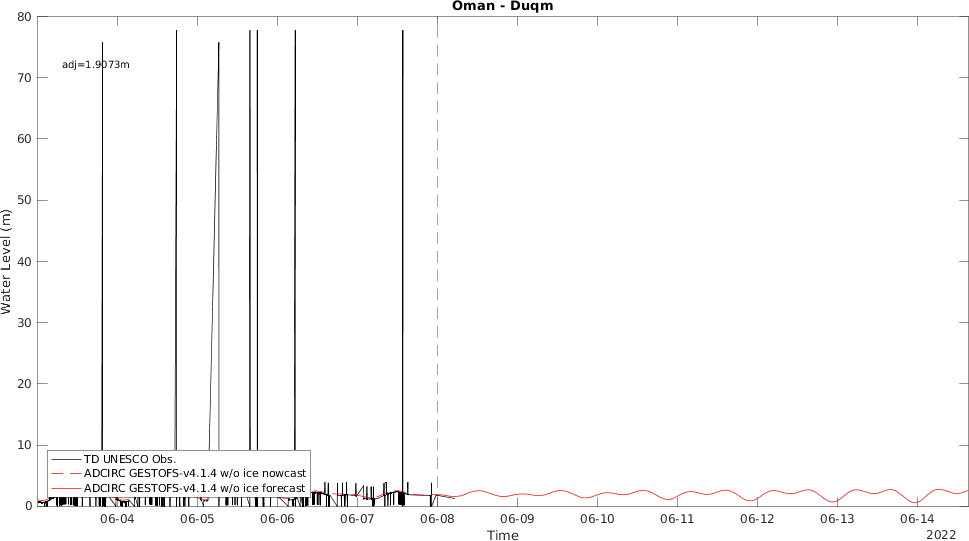 Oman - Duqm
80
70
60
50
40
30
20
10
0
Water Level (m)
adj=1.9073m
TD UNESCO Obs.
ADCIRC GESTOFS-v4.1.4 w/o ice nowcast
ADCIRC GESTOFS-v4.1.4 w/o ice forecast
06-04 06-05 06-06 06-07 06-08 06-09 06-10 06-11 06-12 06-13 06-14
Time
2022